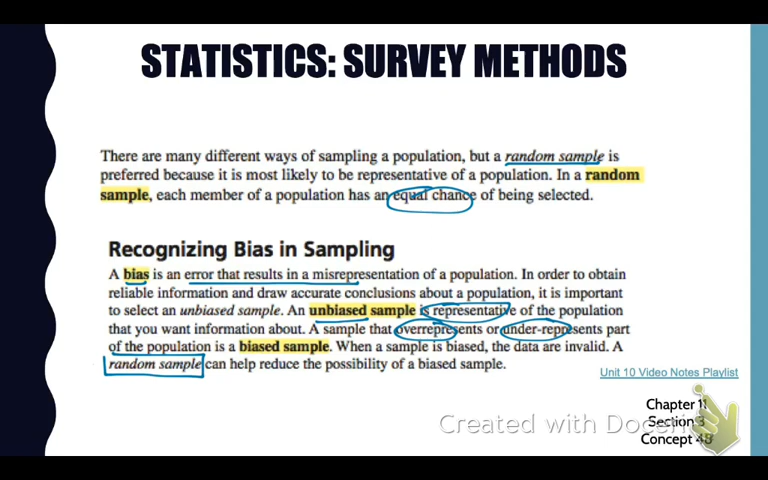 STATISTICS: SURVEY METHODS
There are many different ways of sampling a population, but a random sample is
preferred because it is most likely to be representative of a population. In a random
sample, each member of a population has an equal chance of being selected.
Recognizing Bias in Sampling
A bias is an error that results in a misrepresentation of a population. In order to obtain
reliable information and draw accurate conclusions about a population, it is important
to select an unbiased sample. An unbiased sample is representative of the population
that you want information about. A sample that overrepresents or under-represents part
of the population is a biased sample. When a sample is biased, the data are invalid. A
random sample can help reduce the possibility of a biased sample.
Unit 10 Video Notes Playlist
Chapter 11
Section 3
Concept 48
Created with